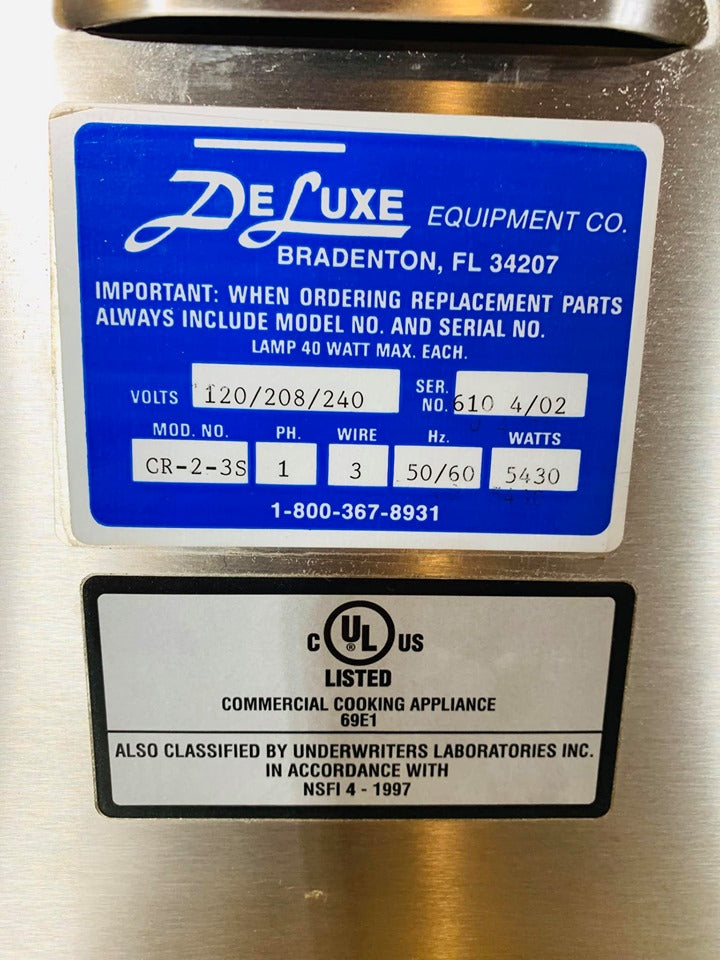 DELUXE EQUIPMENT CO.
BRADENTON, FL 34207
IMPORTANT: WHEN ORDERING REPLACEMENT PARTS
ALWAYS INCLUDE MODEL NO. AND SERIAL NO.
LAMP 40 WATT MAX. EACH.
VOLTS 120/208/240 SER. NO. 610 4/02
MOD. NO. PH. WIRE Hz. WATTS
CR-2-3S 1 3 50/60 5430
1-800-367-8931
C UL ® US
LISTED
COMMERCIAL COOKING APPLIANCE
69E1
ALSO CLASSIFIED BY UNDERWRITERS LABORATORIES INC.
IN ACCORDANCE WITH
NSFI 4 - 1997